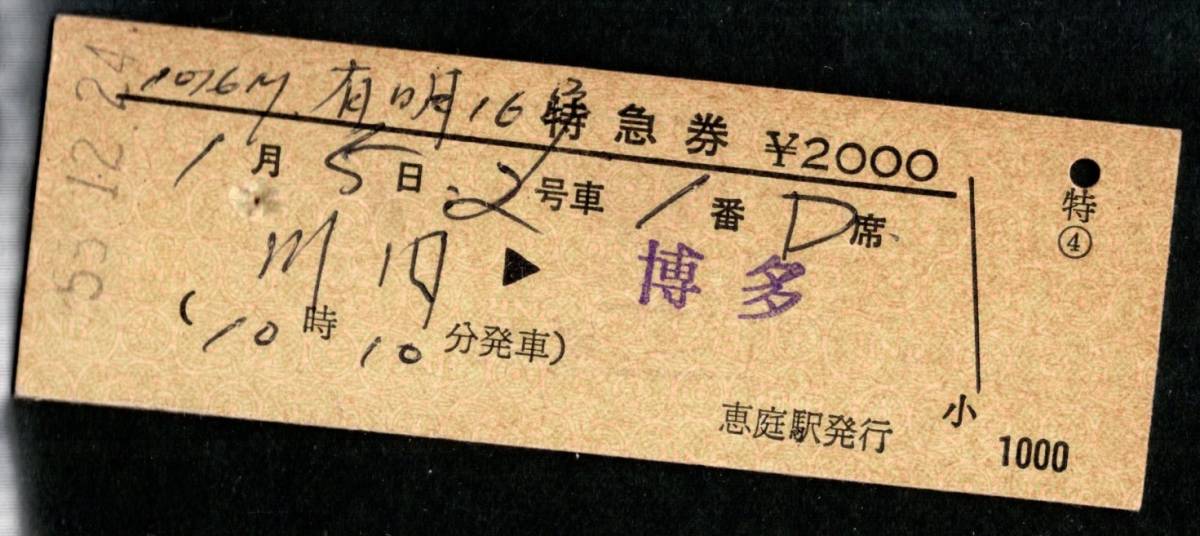 1016M 有明16号
特急券 ¥2000
1月5日 2号車 1番 D席
川内 ▶ 博多
(10時10分発車)
恵庭駅発行
小
1000
特
④
55.12.24